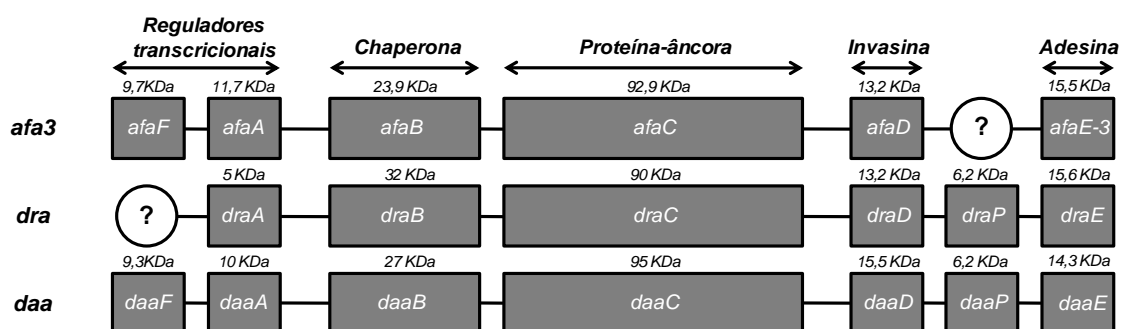 Reguladores
transcricionais
Chaperona
Proteína-âncora
Invasina
Adesina
9,7KDa 11,7 KDa 23,9 KDa 92,9 KDa 13,2 KDa 15,5 KDa
afa3 afaF afaA afaB afaC afaD ? afaE-3
5 KDa 32 KDa 90 KDa 13,2 KDa 6,2 KDa 15,6 KDa
dra ? draA draB draC draD draP draE
9,3KDa 10 KDa 27 KDa 95 KDa 15,5 KDa 6,2 KDa 14,3 KDa
daa daaF daaA daaB daaC daaD daaP daaE